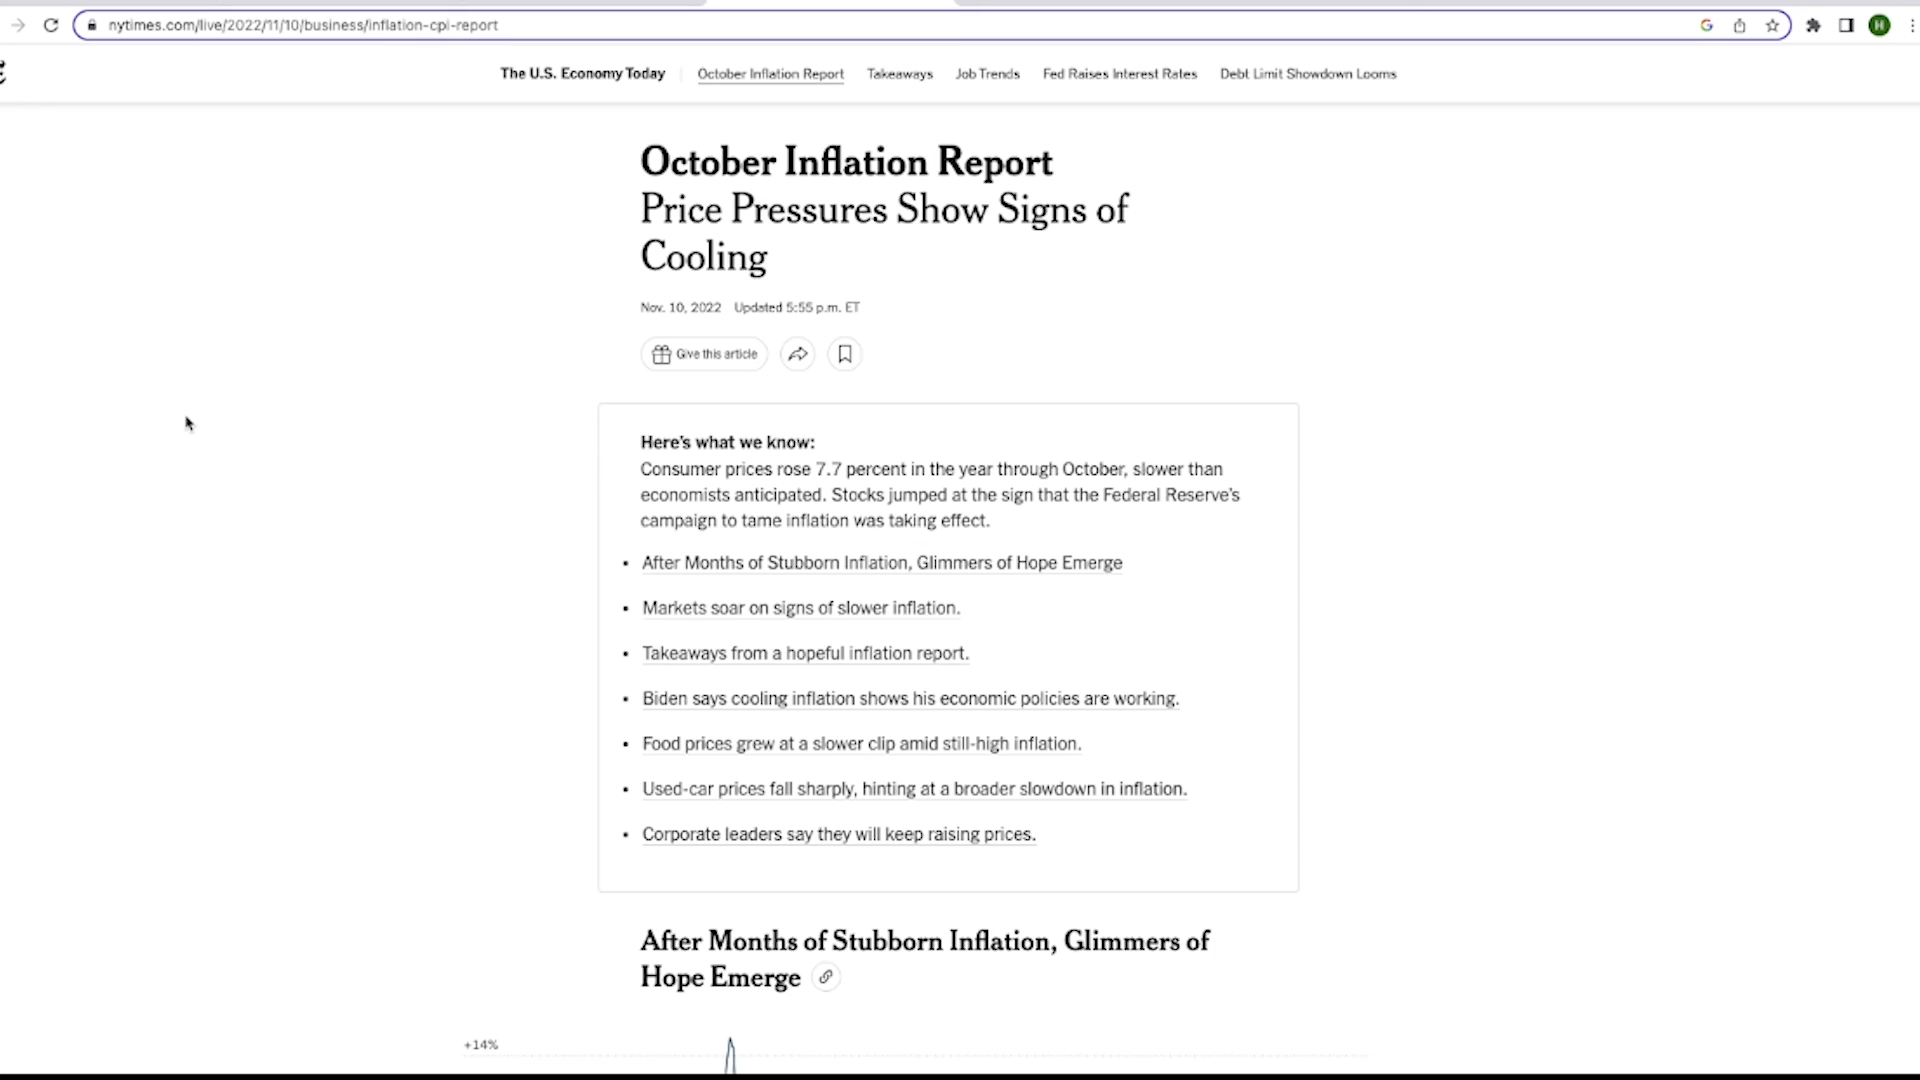 nytimes.com/live/2022/11/10/business/inflation-cpi-report
H
The U.S. Economy Today
October Inflation Report
Takeaways
Job Trends
Fed Raises Interest Rates
Debt Limit Showdown Looms
October Inflation Report
Price Pressures Show Signs of
Cooling
Nov. 10, 2022 Updated 5:55 p.m. ET
Give this article
Here's what we know:
Consumer prices rose 7.7 percent in the year through October, slower than
economists anticipated. Stocks jumped at the sign that the Federal Reserve's
campaign to tame inflation was taking effect.
• After Months of Stubborn Inflation, Glimmers of Hope Emerge
• Markets soar on signs of slower inflation.
• Takeaways from a hopeful inflation report.
• Biden says cooling inflation shows his economic policies are working.
• Food prices grew at a slower clip amid still-high inflation.
• Used-car prices fall sharply, hinting at a broader slowdown in inflation.
• Corporate leaders say they will keep raising prices.
After Months of Stubborn Inflation, Glimmers of
Hope Emerge
+14%